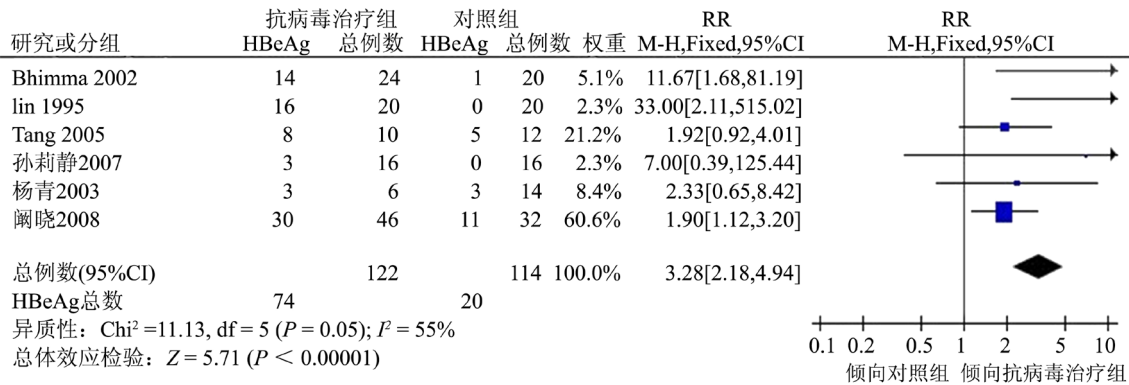 抗病毒治疗组 对照组 RR RR
研究或分组 HBeAg 总例数 HBeAg 总例数 权重 M-H,Fixed,95%CI M-H,Fixed,95%CI
Bhimma 2002 14 24 1 20 5.1% 11.67[1.68,81.19]
lin 1995 16 20 0 20 2.3% 33.00[2.11,515.02]
Tang 2005 8 10 5 12 21.2% 1.92[0.92,4.01]
孙莉静2007 3 16 0 16 2.3% 7.00[0.39,125.44]
杨青2003 3 6 3 14 8.4% 2.33[0.65,8.42]
阚晓2008 30 46 11 32 60.6% 1.90[1.12,3.20]
总例数(95%CI) 122 114 100.0% 3.28[2.18,4.94]
HBeAg总数 74 20
异质性：Chi² =11.13, df = 5 (P = 0.05); I² = 55%
总体效应检验：Z = 5.71 (P < 0.00001)
0.1 0.2 0.5 1 2 5 10
倾向对照组 倾向抗病毒治疗组